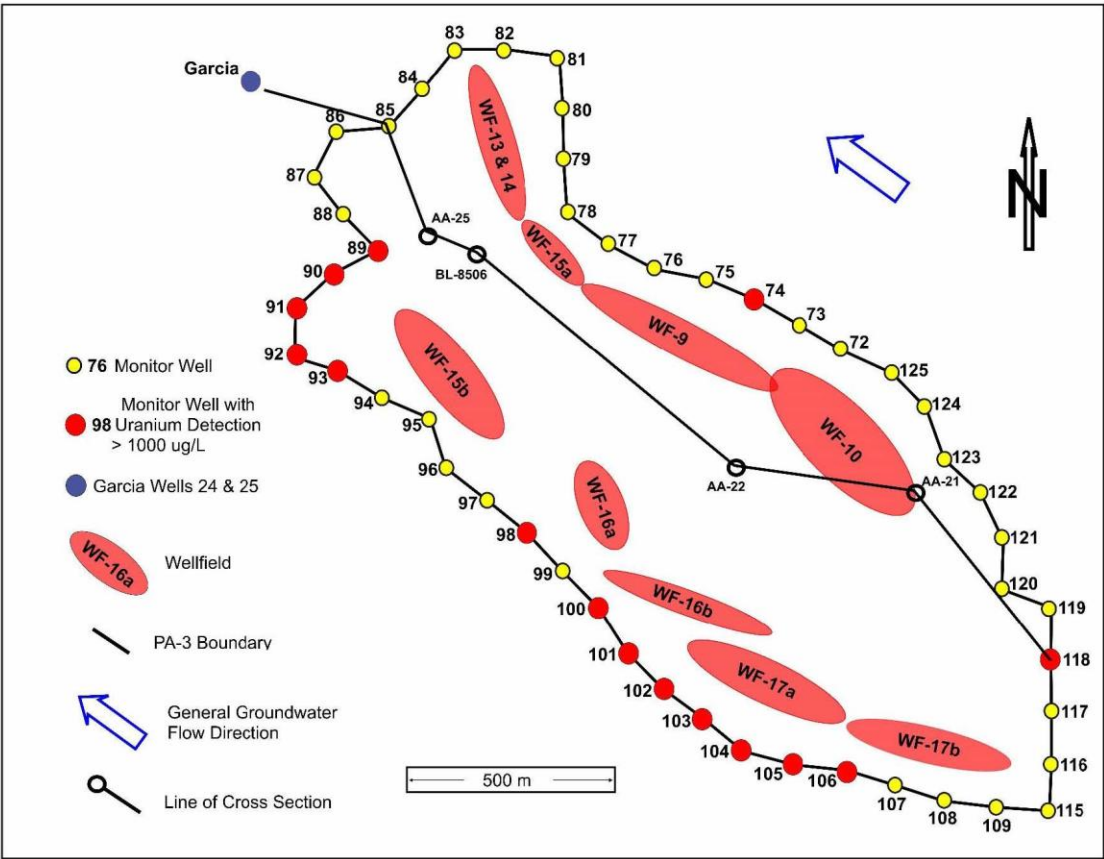 83
82
81
Garcia
84
80
86
85
79
87
WF-13 & 14
N
78
88
AA-25
77
89
BL-8506
WF-15a
76
75
90
74
91
WF-9
73
72
92
76 Monitor Well
93
WF-15b
125
94
124
Monitor Well with
98 Uranium Detection
> 1000 ug/L
95
WF-10
96
123
Garcia Wells 24 & 25
AA-22
AA-21
122
97
WF-16a
98
121
WF-16a
Wellfield
99
120
100
WF-16b
119
PA-3 Boundary
101
118
102
WF-17a
103
117
General Groundwater
Flow Direction
104
WF-17b
105
106
116
500 m
107
Line of Cross Section
108
109
115